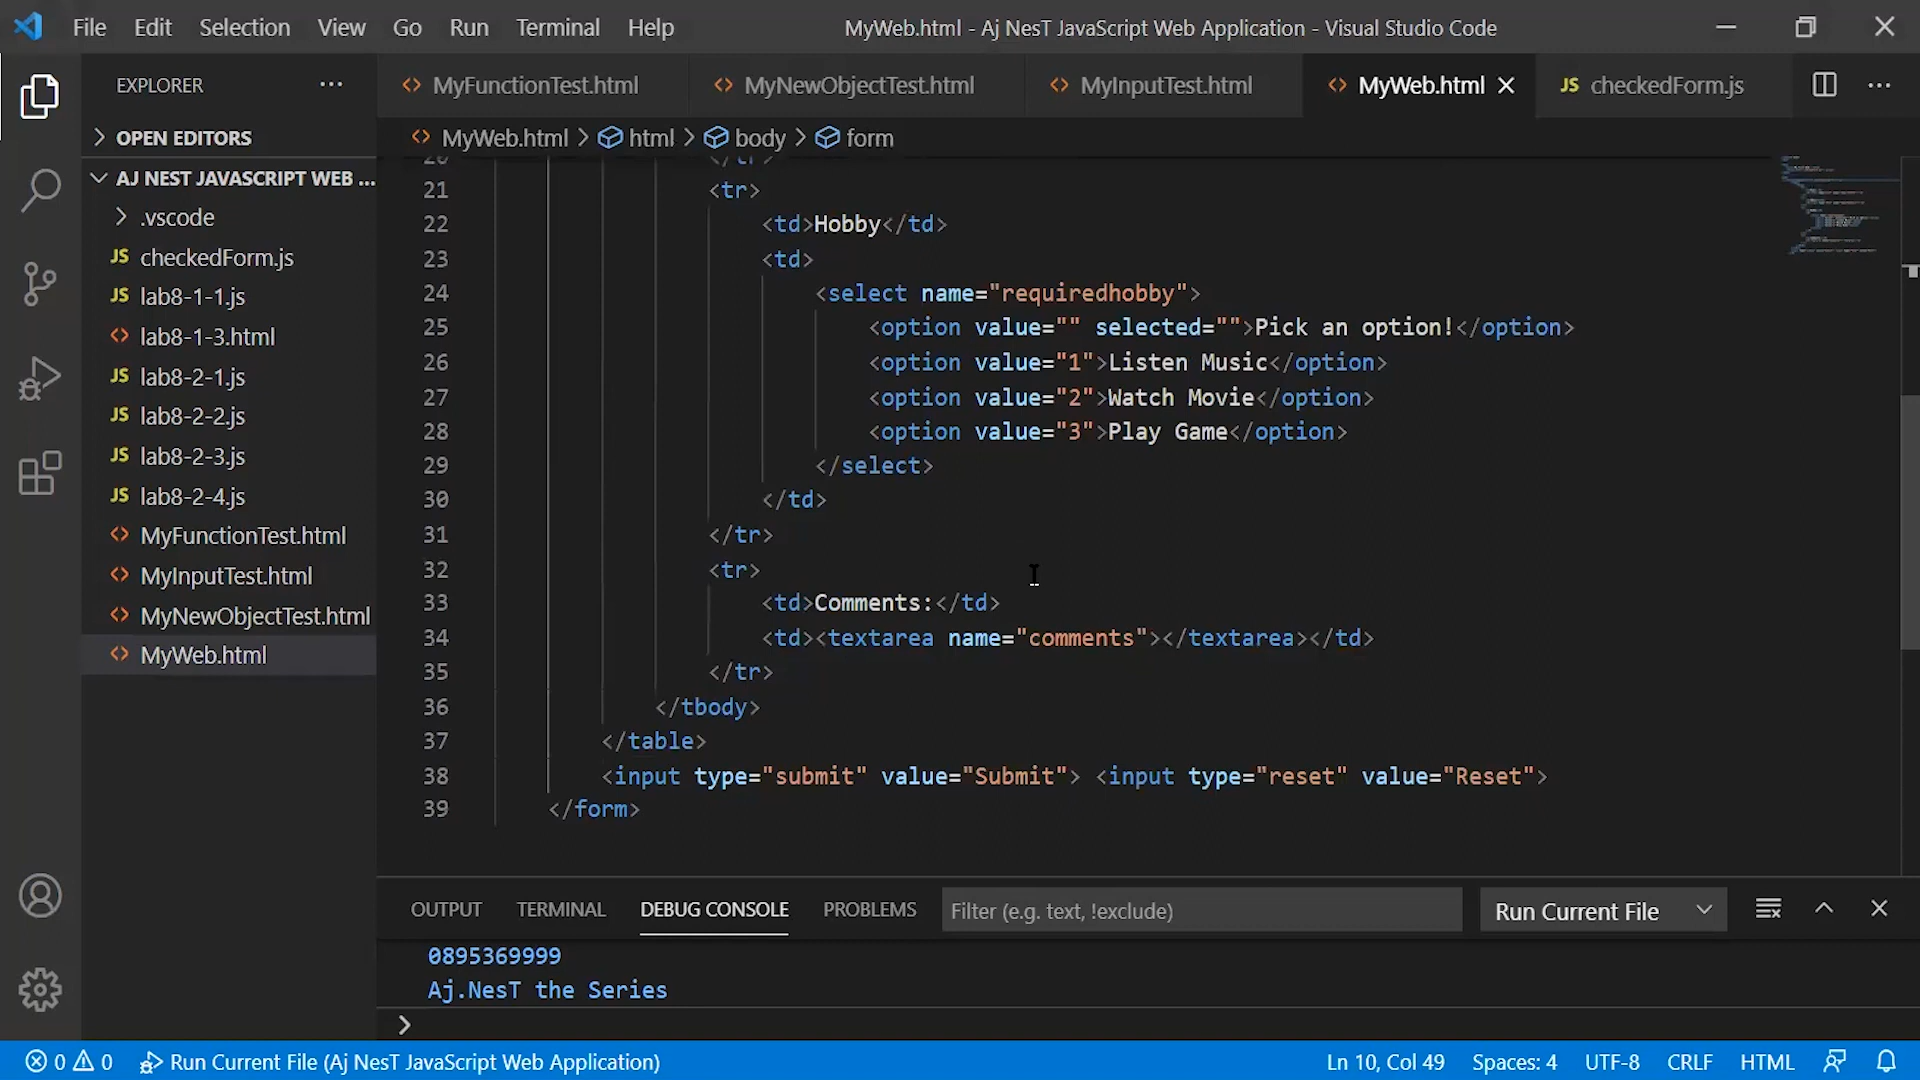 File Edit Selection View Go Run Terminal Help
MyWeb.html - Aj NesT JavaScript Web Application - Visual Studio Code
EXPLORER
OPEN EDITORS
AJ NEST JAVASCRIPT WEB ...
.vscode
JS checkedForm.js
JS lab8-1-1.js
<> lab8-1-3.html
JS lab8-2-1.js
JS lab8-2-2.js
JS lab8-2-3.js
JS lab8-2-4.js
<> MyFunctionTest.html
<> MyInputTest.html
<> MyNewObjectTest.html
<> MyWeb.html
<> MyFunctionTest.html <> MyNewObjectTest.html <> MyInputTest.html <> MyWeb.html JS checkedForm.js
<> MyWeb.html > html > body > form
20 </tr>
21 <tr>
22 <td>Hobby</td>
23 <td>
24 <select name="requiredhobby">
25 <option value="" selected="">Pick an option!</option>
26 <option value="1">Listen Music</option>
27 <option value="2">Watch Movie</option>
28 <option value="3">Play Game</option>
29 </select>
30 </td>
31 </tr>
32 <tr>
33 <td>Comments:</td>
34 <td><textarea name="comments"></textarea></td>
35 </tr>
36 </tbody>
37 </table>
38 <input type="submit" value="Submit"> <input type="reset" value="Reset">
39 </form>
OUTPUT TERMINAL DEBUG CONSOLE PROBLEMS Filter (e.g. text, !exclude) Run Current File
0895369999
Aj.NesT the Series
>
0 0 Run Current File (Aj NesT JavaScript Web Application) Ln 10, Col 49 Spaces: 4 UTF-8 CRLF HTML